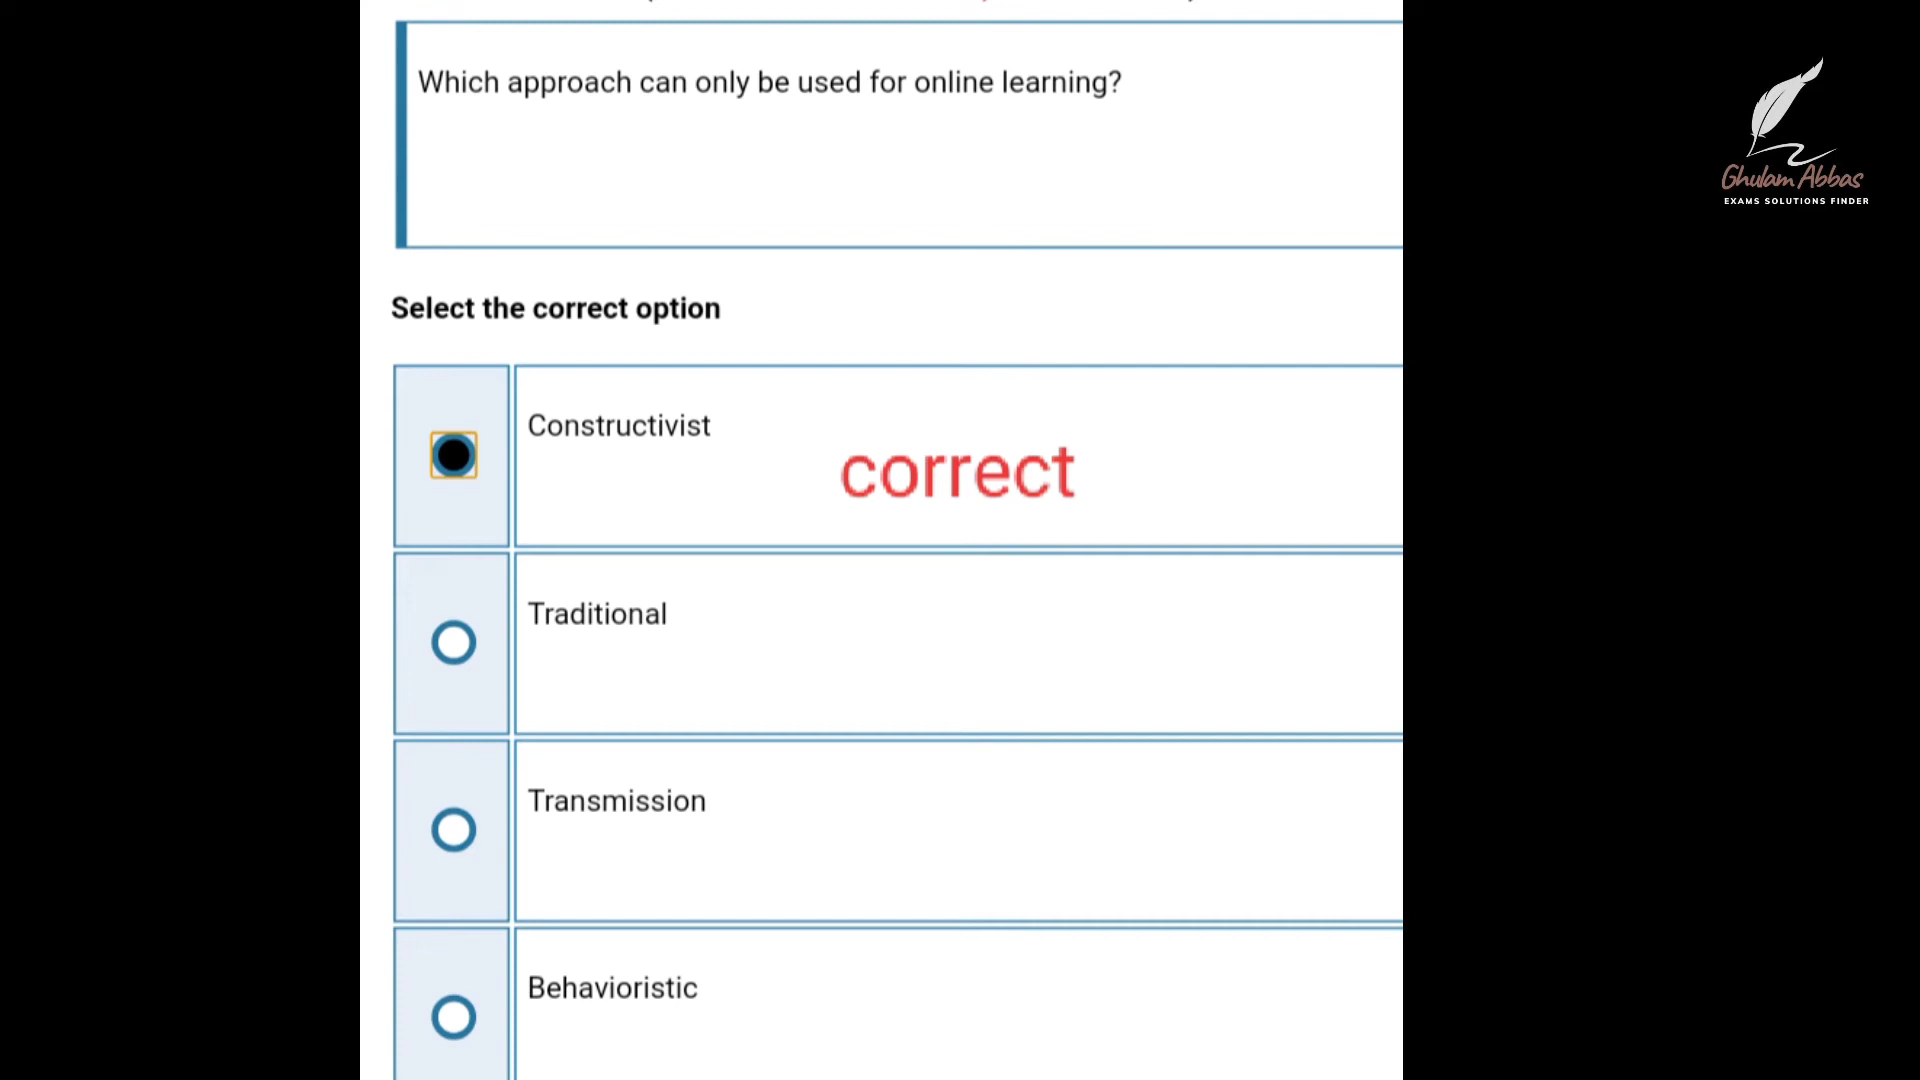 Which approach can only be used for online learning?
Ghulam Abbas
EXAMS SOLUTIONS FINDER
Select the correct option
Constructivist
correct
Traditional
Transmission
Behavioristic